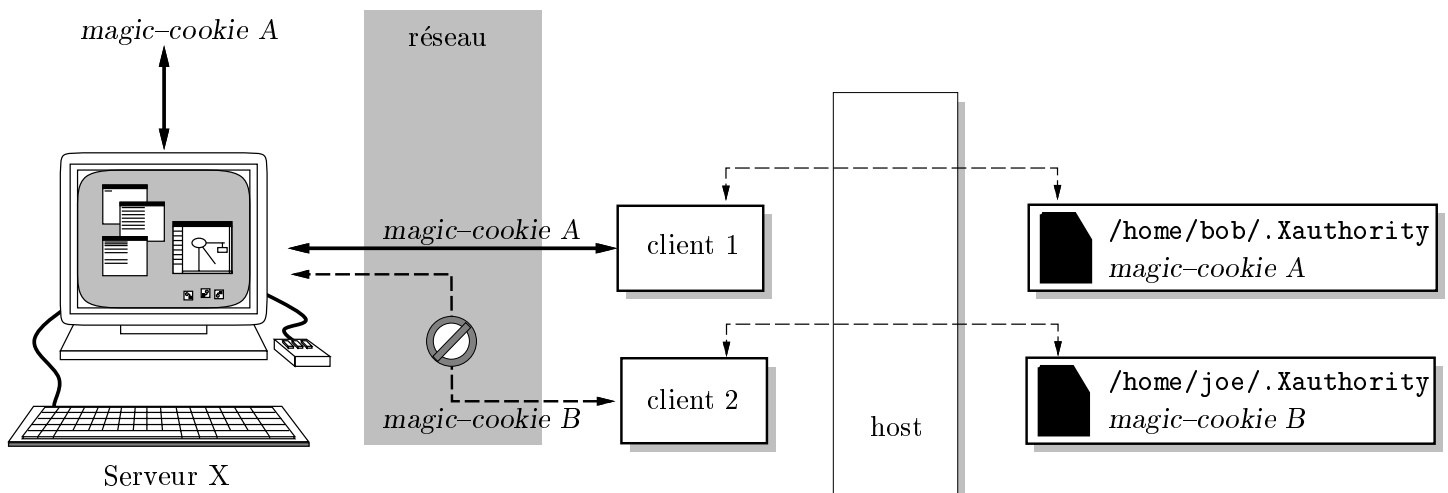 magic–cookie A
réseau
magic–cookie A
client 1
/home/bob/.Xauthority
magic–cookie A
client 2
/home/joe/.Xauthority
magic–cookie B
magic–cookie B
host
Serveur X